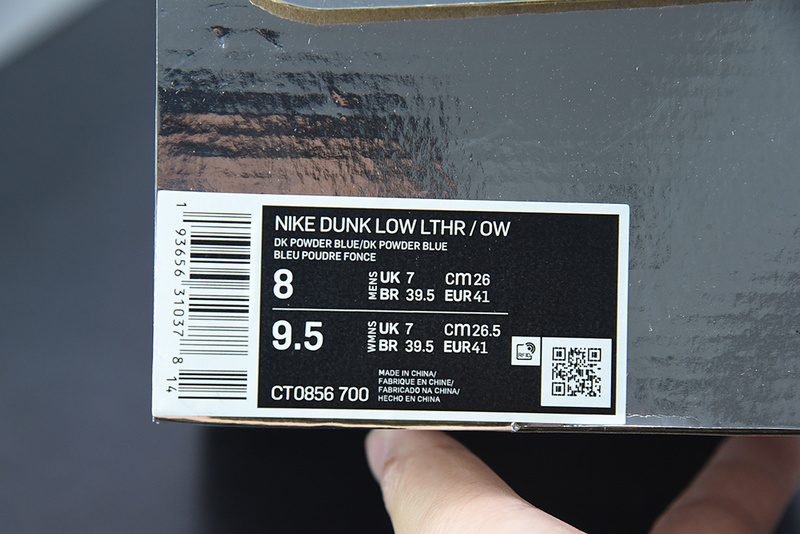 NIKE DUNK LOW LTHR / OW
DK POWDER BLUE/DK POWDER BLUE
BLEU POUDRE FONCE
8 MENS UK 7 cm 26
BR 39.5 EUR 41
9.5 WMNS UK 7 cm 26.5
BR 39.5 EUR 41
CT0856 700
MADE IN CHINA/
FABRIQUE EN CHINE/
FABRICADO NA CHINA/
HECHO EN CHINA
RFID
1 93656 31037 8 14